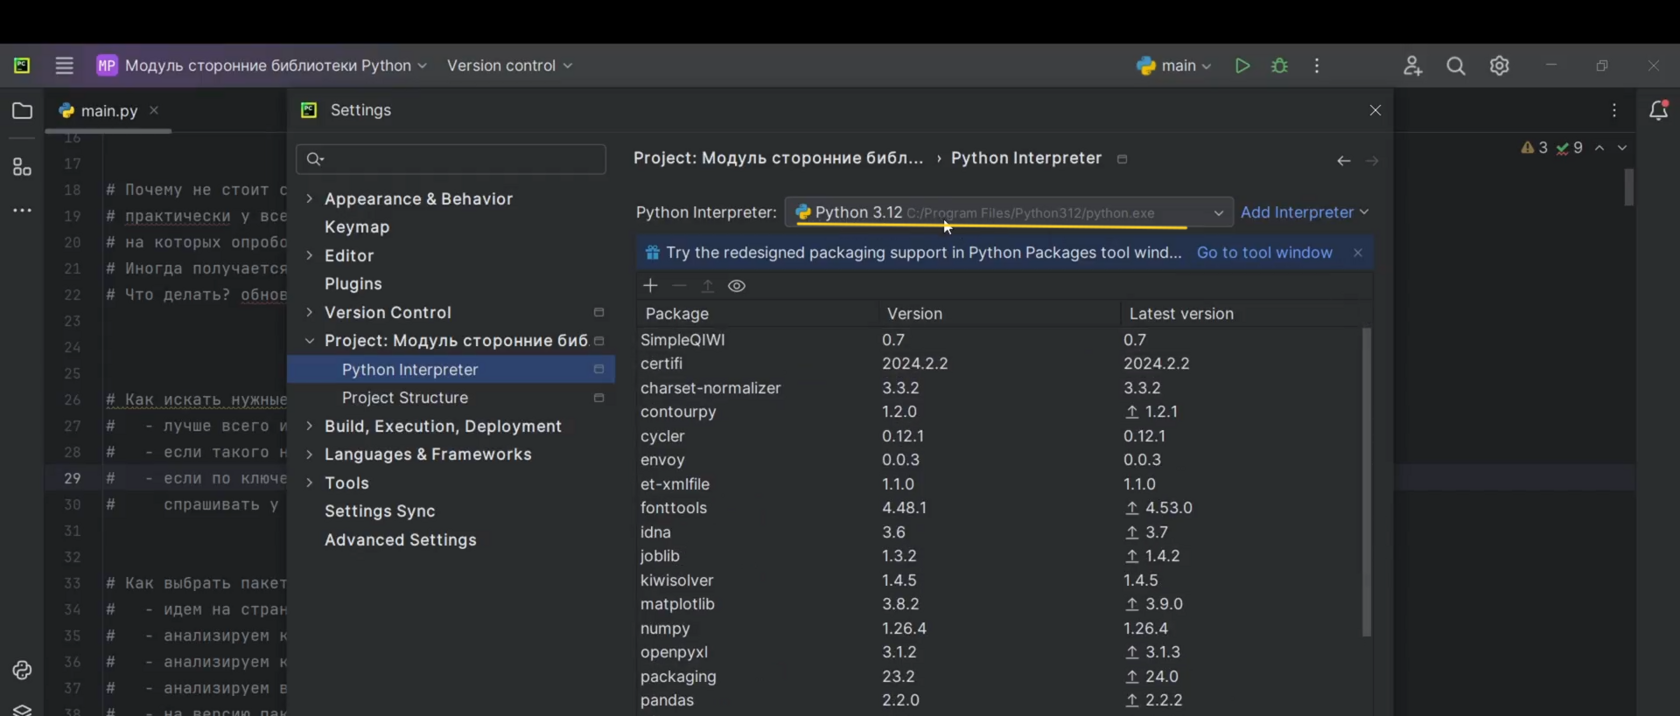 MP Модуль сторонние библиотеки Python Version control main
main.py
Settings
16
17
18 # Почему не стоит с
19 # практически у все
20 # на которых опробо
21 # Иногда получается
22 # Что делать? обнов
23
24
25
26 # Как искать нужные
27 # - лучше всего и
28 # - если такого н
29 # - если по ключе
30 # спрашивать у
31
32
33 # Как выбрать пакет
34 # - идем на стран
35 # - анализируем к
36 # - анализируем к
37 # - анализируем в
38 # - на версию пак
Appearance & Behavior
Keymap
Editor
Plugins
Version Control
Project: Модуль сторонние биб
Python Interpreter
Project Structure
Build, Execution, Deployment
Languages & Frameworks
Tools
Settings Sync
Advanced Settings
Project: Модуль сторонние библ... › Python Interpreter
Python Interpreter: Python 3.12 C:/Program Files/Python312/python.exe Add Interpreter
Try the redesigned packaging support in Python Packages tool wind... Go to tool window
Package Version Latest version
SimpleQIWI 0.7 0.7
certifi 2024.2.2 2024.2.2
charset-normalizer 3.3.2 3.3.2
contourpy 1.2.0 1.2.1
cycler 0.12.1 0.12.1
envoy 0.0.3 0.0.3
et-xmlfile 1.1.0 1.1.0
fonttools 4.48.1 4.53.0
idna 3.6 3.7
joblib 1.3.2 1.4.2
kiwisolver 1.4.5 1.4.5
matplotlib 3.8.2 3.9.0
numpy 1.26.4 1.26.4
openpyxl 3.1.2 3.1.3
packaging 23.2 24.0
pandas 2.2.0 2.2.2
3 9